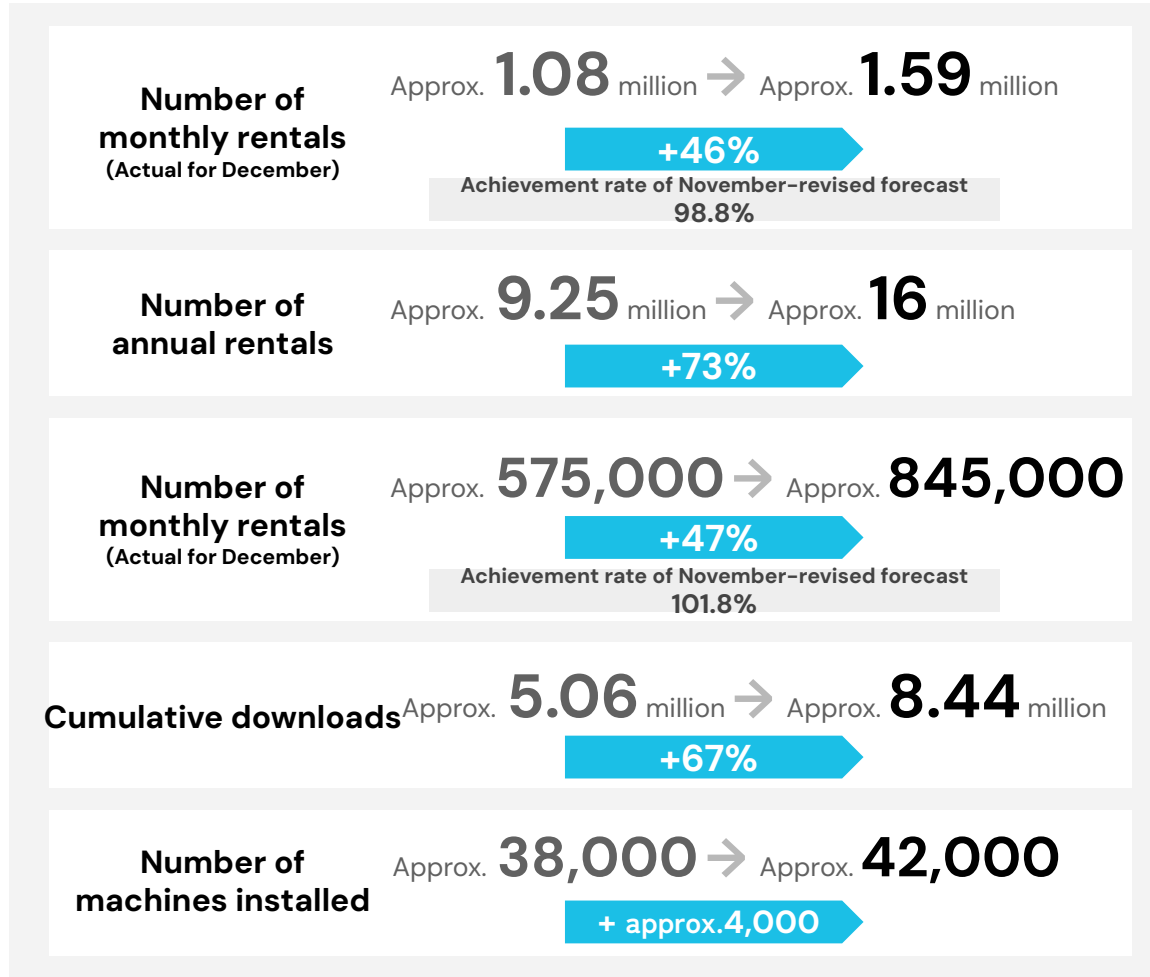 Number of
monthly rentals
(Actual for December)
Approx. 1.08 million → Approx. 1.59 million
+46%
Achievement rate of November-revised forecast
98.8%
Number of
annual rentals
Approx. 9.25 million → Approx. 16 million
+73%
Number of
monthly rentals
(Actual for December)
Approx. 575,000 → Approx. 845,000
+47%
Achievement rate of November-revised forecast
101.8%
Cumulative downloads
Approx. 5.06 million → Approx. 8.44 million
+67%
Number of
machines installed
Approx. 38,000 → Approx. 42,000
+ approx.4,000